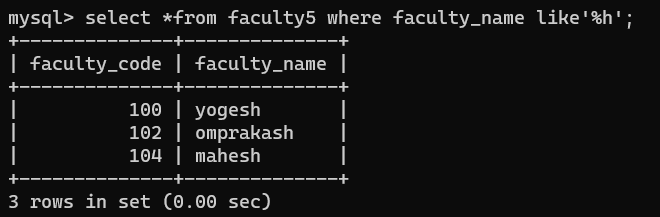 mysql> select *from faculty5 where faculty_name like'%h';
+--------------+--------------+
| faculty_code | faculty_name |
+--------------+--------------+
|          100 | yogesh       |
|          102 | omprakash    |
|          104 | mahesh       |
+--------------+--------------+
3 rows in set (0.00 sec)